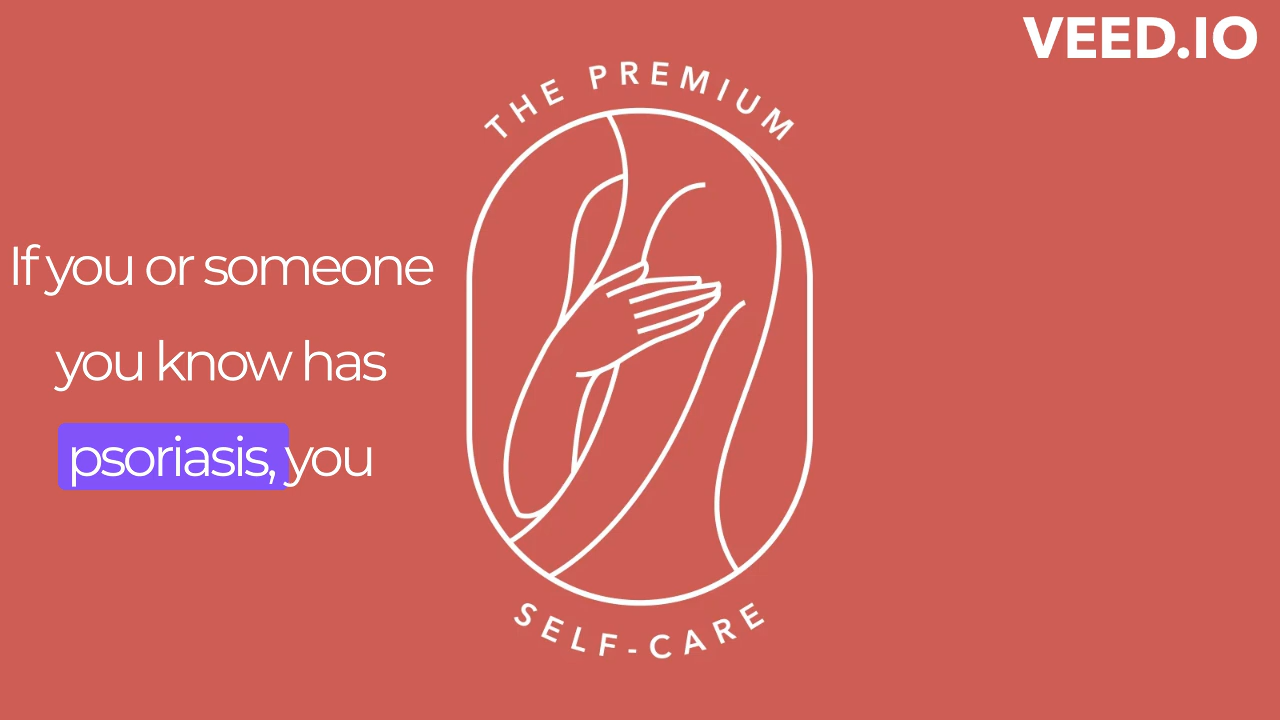 VEED.IO
THE PREMIUM
If you or someone
you know has
psoriasis, you
SELF-CARE